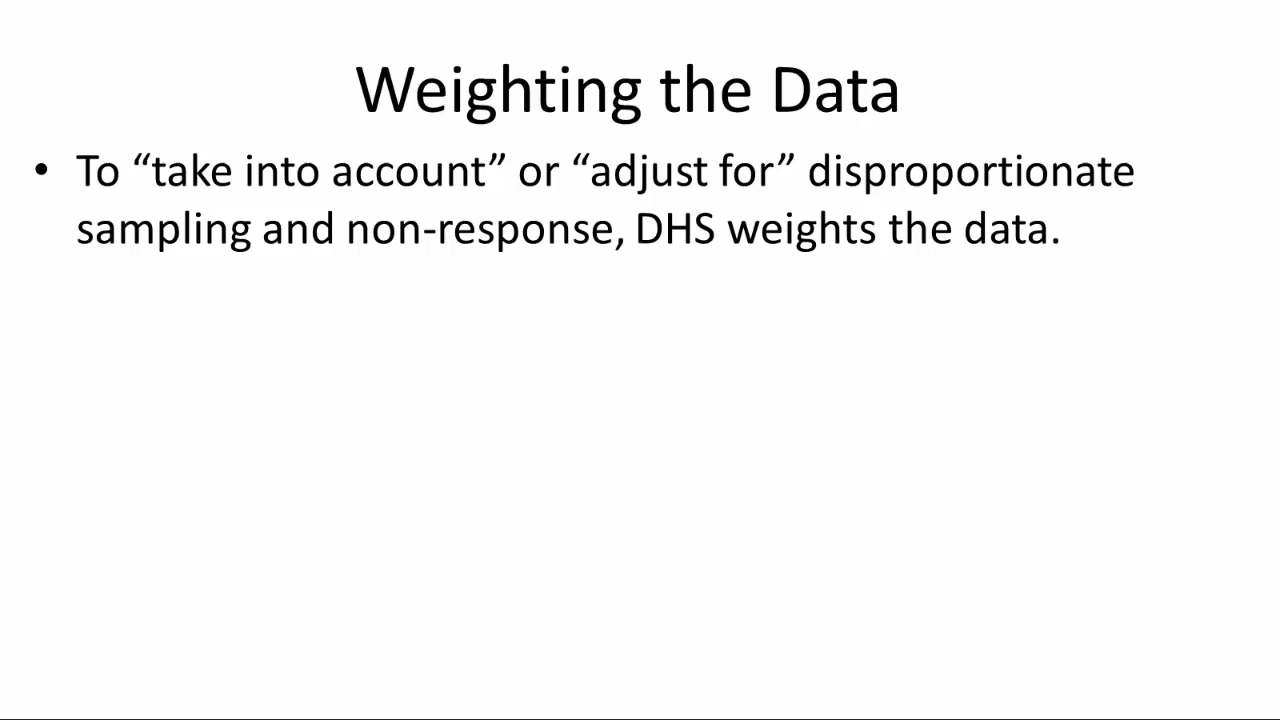 Weighting the Data
• To “take into account” or “adjust for” disproportionate
sampling and non-response, DHS weights the data.